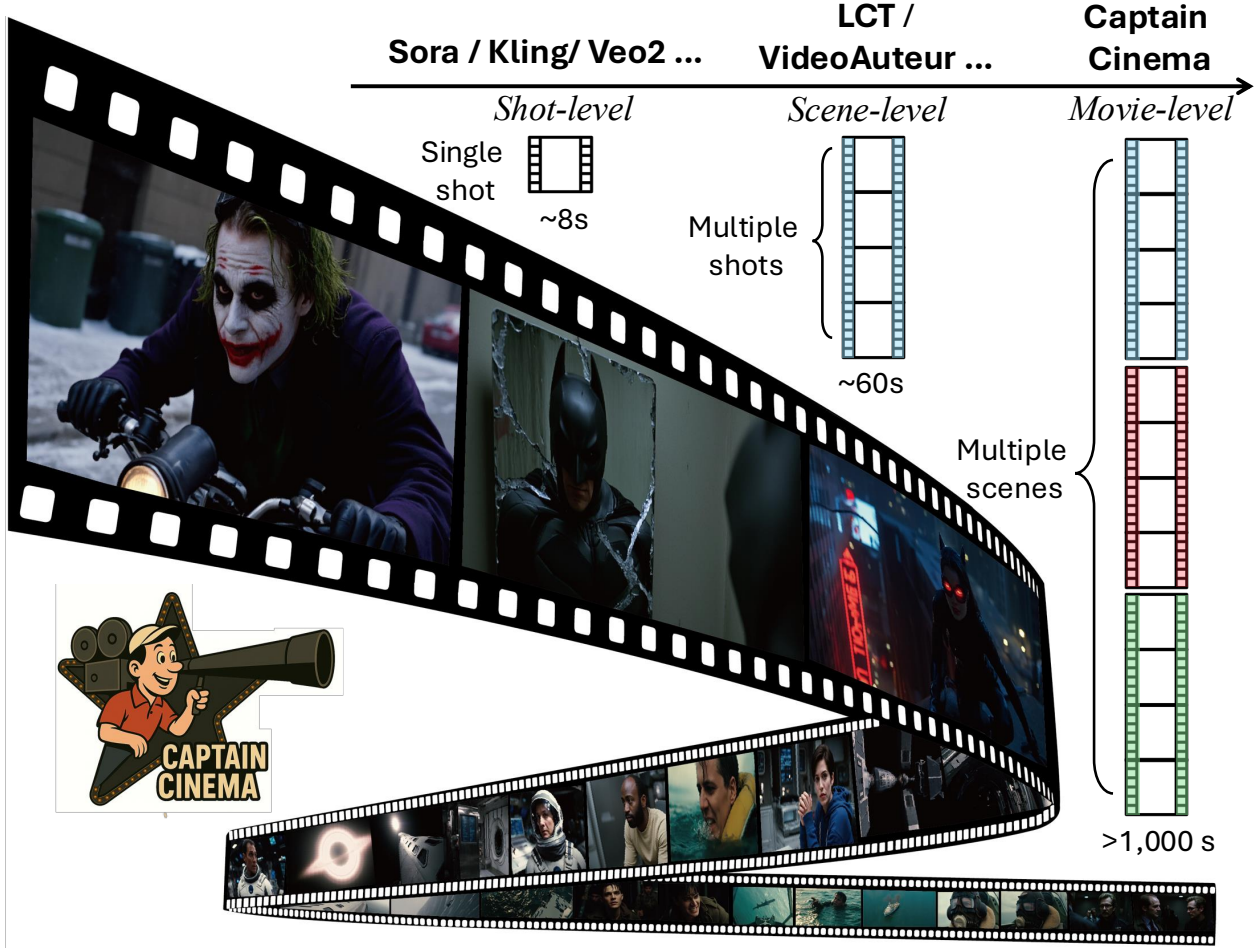 LCT /
Captain
Sora / Kling/ Veo2 ...
VideoAuteur ...
Cinema
Shot-level
Scene-level
Movie-level
Single
shot
~8s
Multiple
shots
~60s
Multiple
scenes
CAPTAIN
CINEMA
>1,000 s